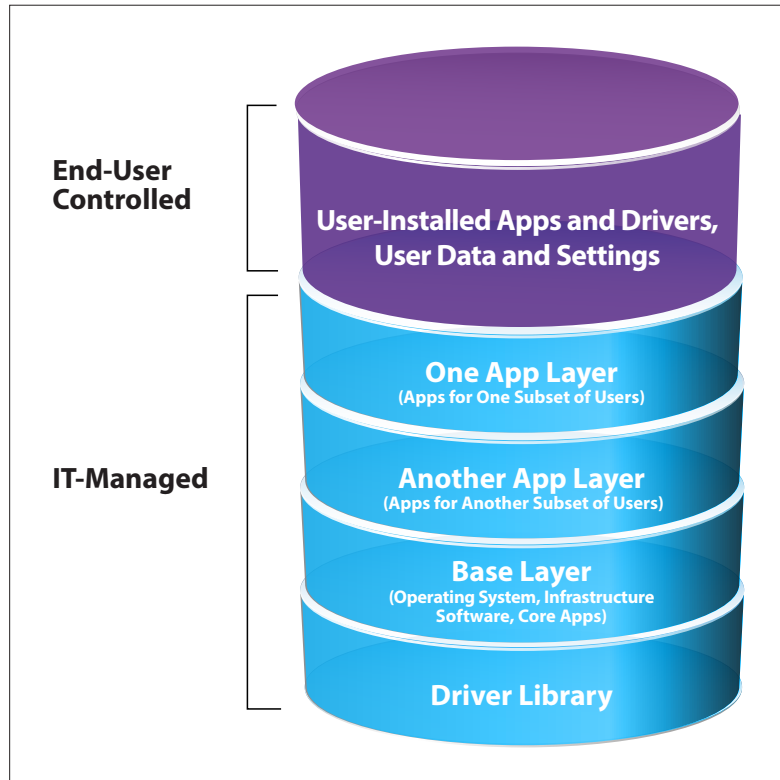 End-User
Controlled
User-Installed Apps and Drivers,
User Data and Settings
One App Layer
(Apps for One Subset of Users)
IT-Managed
Another App Layer
(Apps for Another Subset of Users)
Base Layer
(Operating System, Infrastructure
Software, Core Apps)
Driver Library